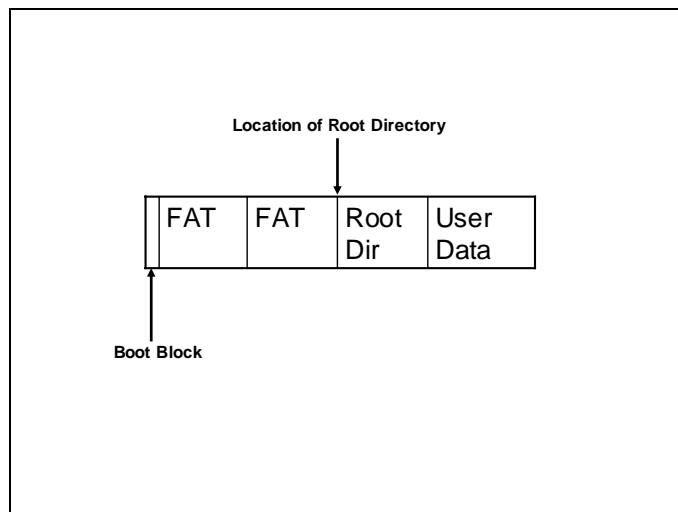 Location of Root Directory
FAT FAT Root User
Dir Data
Boot Block